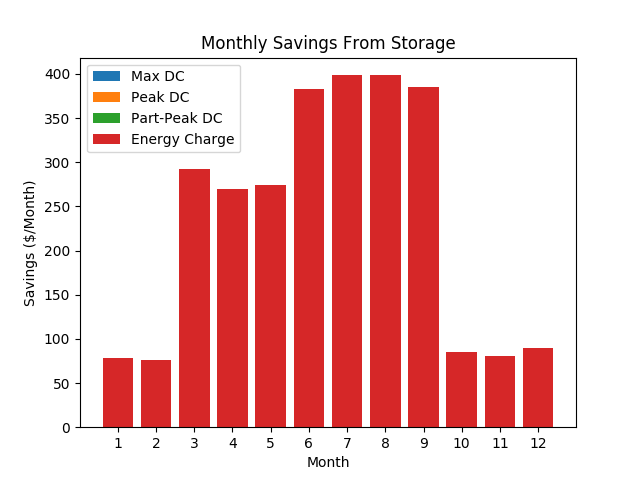 Monthly Savings From Storage
Max DC
Peak DC
Part-Peak DC
Energy Charge
Savings ($/Month)
400
350
300
250
200
150
100
50
0
1 2 3 4 5 6 7 8 9 10 11 12
Month